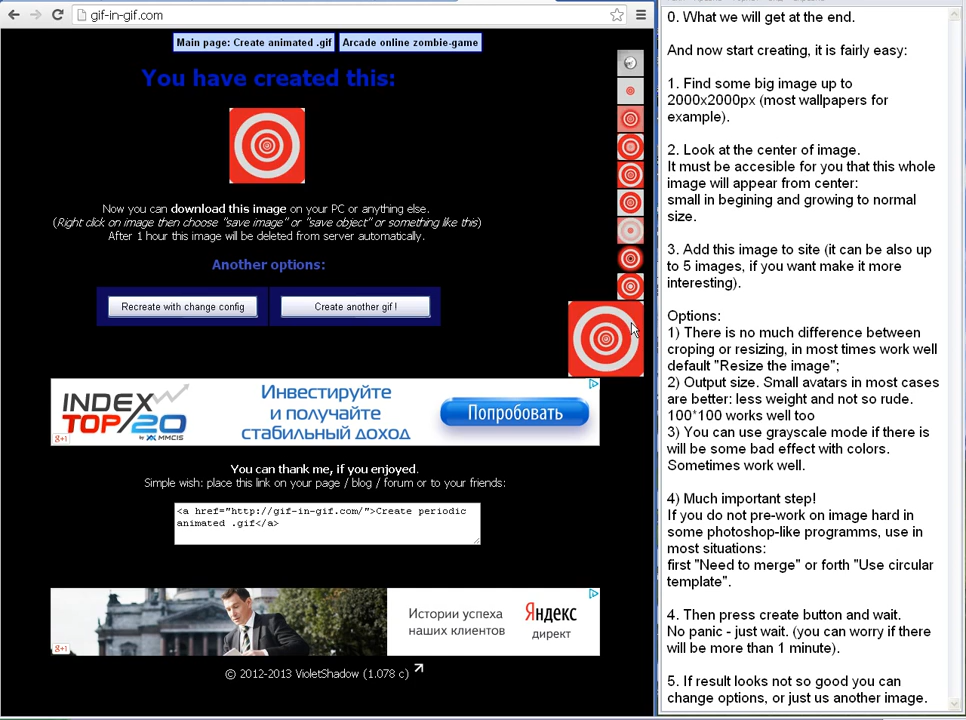 gif-in-gif.com
Main page: Create animated .gif
Arcade online zombie-game
You have created this:
Now you can download this image on your PC or anything else.
(Right click on image then choose "save image" or "save object" or something like this)
After 1 hour this image will be deleted from server automatically.
Another options:
Recreate with change config
Create another gif !
INDEX
TOP/20
by MMCIS
Инвестируйте
и получайте
стабильный доход
Попробовать
g+1
You can thank me, if you enjoyed.
Simple wish: place this link on your page / blog / forum or to your friends:
<a href="http://gif-in-gif.com/">Create periodic
animated .gif</a>
Истории успеха
наших клиентов
Яндекс
директ
g+1
© 2012-2013 VioletShadow (1.078 c)
0. What we will get at the end.
And now start creating, it is fairly easy:
1. Find some big image up to
2000x2000px (most wallpapers for
example).
2. Look at the center of image.
It must be accesible for you that this whole
image will appear from center:
small in begining and growing to normal
size.
3. Add this image to site (it can be also up
to 5 images, if you want make it more
interesting).
Options:
1) There is no much difference between
croping or resizing, in most times work well
default "Resize the image";
2) Output size. Small avatars in most cases
are better: less weight and not so rude.
100*100 works well too
3) You can use grayscale mode if there is
will be some bad effect with colors.
Sometimes work well.
4) Much important step!
If you do not pre-work on image hard in
some photoshop-like programms, use in
most situations:
first "Need to merge" or forth "Use circular
template".
4. Then press create button and wait.
No panic - just wait. (you can worry if there
will be more than 1 minute).
5. If result looks not so good you can
change options, or just us another image.